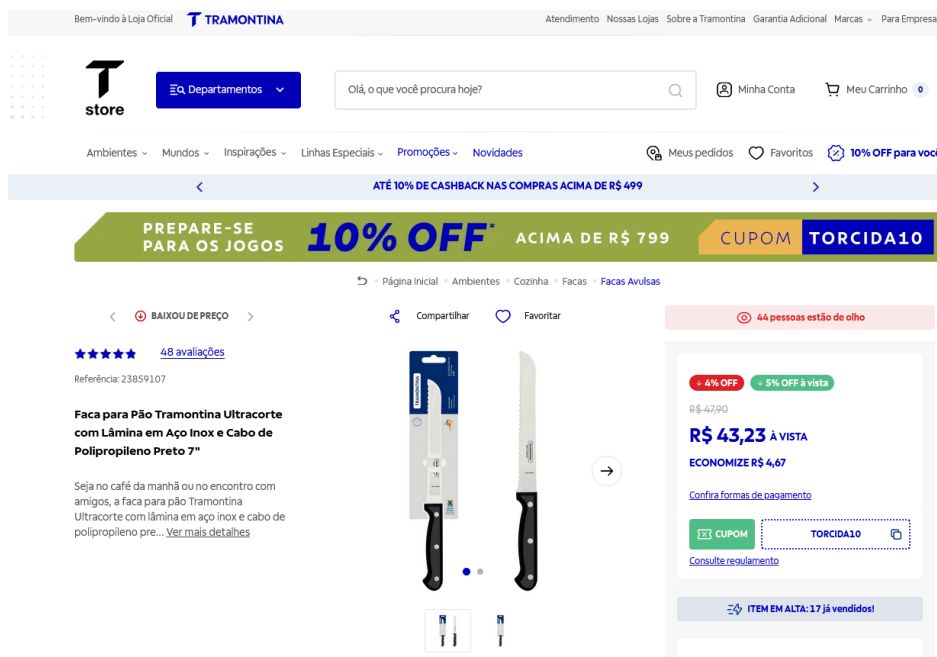 Bem-vindo à Loja Oficial
TRAMONTINA
Atendimento Nossas Lojas Sobre a Tramontina Garantia Adicional Marcas Para Empresa
T store
Departamentos
Olá, o que você procura hoje?
Minha Conta
Meu Carrinho 0
Ambientes Mundos Inspirações Linhas Especiais Promoções Novidades
Meus pedidos Favoritos 10% OFF para você
ATÉ 10% DE CASHBACK NAS COMPRAS ACIMA DE R$ 499
PREPARE-SE
PARA OS JOGOS
10% OFF*
ACIMA DE R$ 799
CUPOM TORCIDA10
Página Inicial Ambientes Cozinha Facas Facas Avulsas
BAIXOU DE PREÇO
48 avaliações
Referência: 23859107
Faca para Pão Tramontina Ultracorte
com Lâmina em Aço Inox e Cabo de
Polipropileno Preto 7"
Seja no café da manhã ou no encontro com
amigos, a faca para pão Tramontina
Ultracorte com lâmina em aço inox e cabo de
polipropileno pre... Ver mais detalhes
Compartilhar
Favoritar
TRAMONTINA
44 pessoas estão de olho
4% OFF
5% OFF à vista
R$ 47,90
R$ 43,23 À VISTA
ECONOMIZE R$ 4,67
Confira formas de pagamento
CUPOM
TORCIDA10
Consulte regulamento
ITEM EM ALTA: 17 já vendidos!